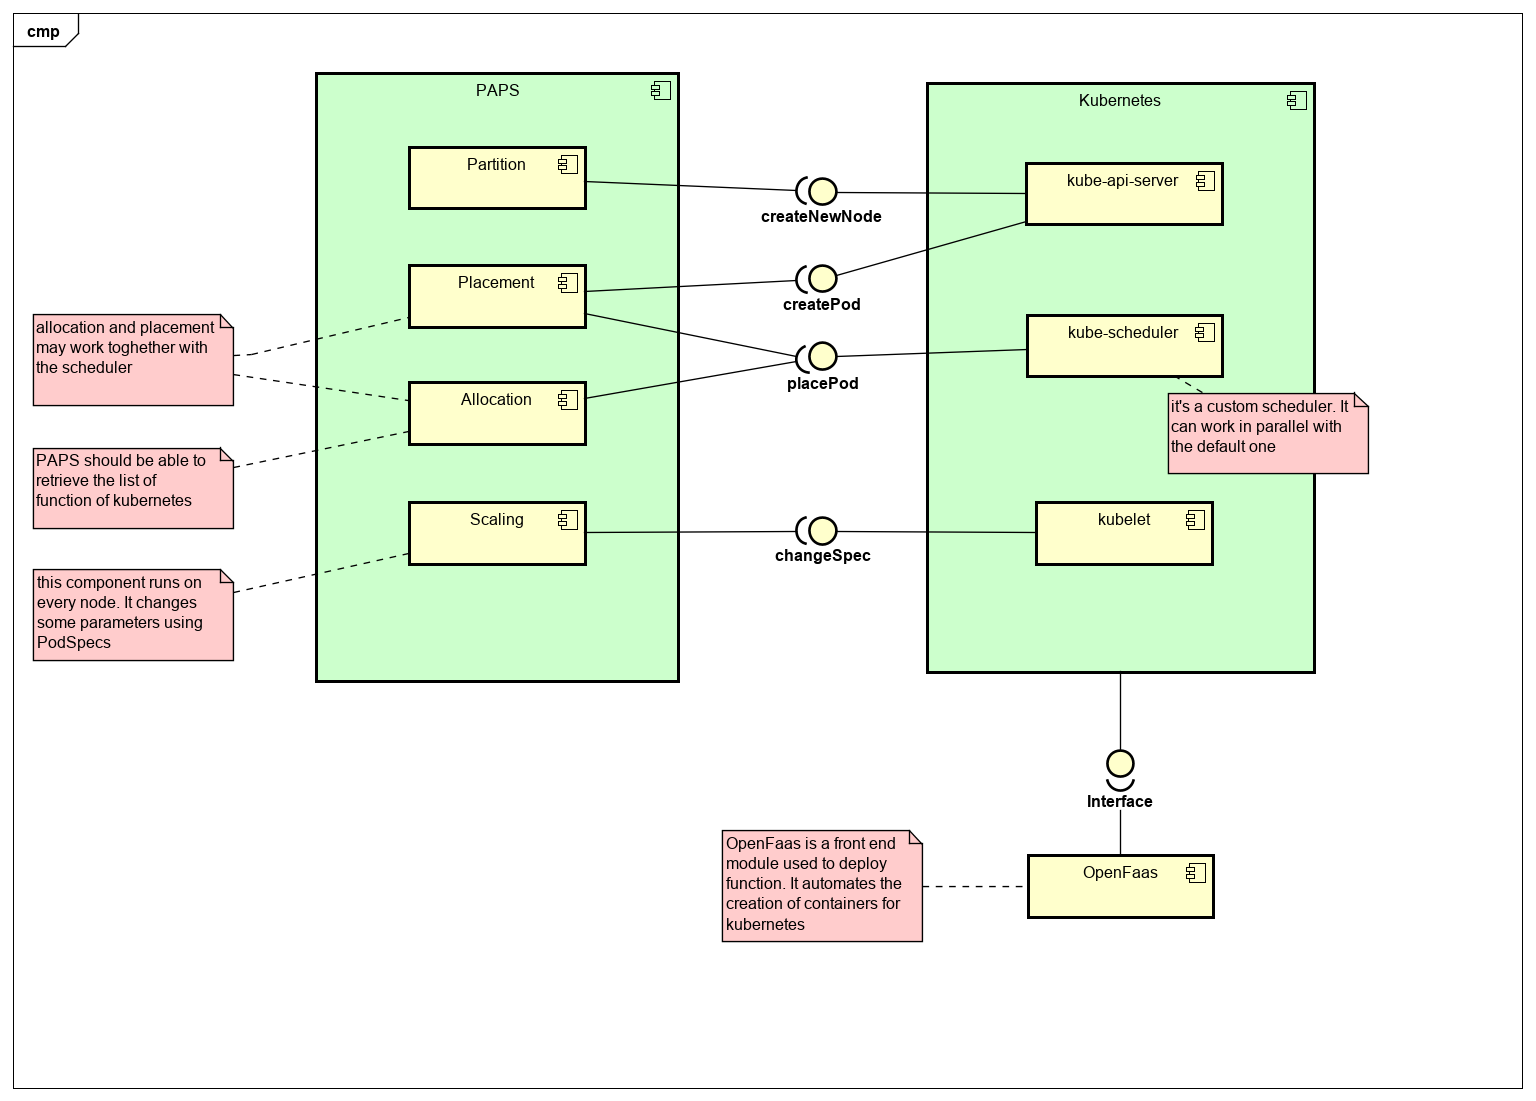 cmp
PAPS
Kubernetes
Partition
kube-api-server
createNewNode
Placement
createPod
allocation and placement
may work toghether with
the scheduler
kube-scheduler
placePod
Allocation
it's a custom scheduler. It
can work in parallel with
the default one
PAPS should be able to
retrieve the list of
function of kubernetes
Scaling
kubelet
changeSpec
this component runs on
every node. It changes
some parameters using
PodSpecs
Interface
OpenFaas is a front end
module used to deploy
function. It automates the
creation of containers for
kubernetes
OpenFaas